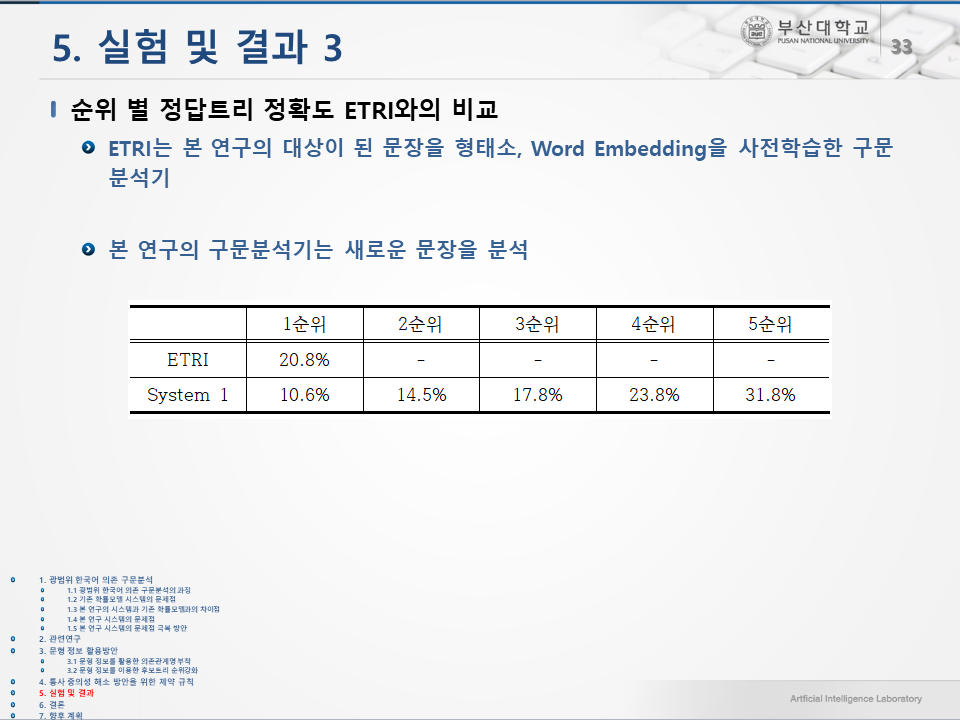 5. 실험 및 결과 3
부산대학교
PUSAN NATIONAL UNIVERSITY
33
순위 별 정답트리 정확도 ETRI와의 비교
ETRI는 본 연구의 대상이 된 문장을 형태소, Word Embedding을 사전학습한 구문
분석기
본 연구의 구문분석기는 새로운 문장을 분석
1순위 2순위 3순위 4순위 5순위
ETRI 20.8% - - - -
System 1 10.6% 14.5% 17.8% 23.8% 31.8%
1. 광범위 한국어 의존 구문분석
1.1 광범위 한국어 의존 구문분석의 과정
1.2 기존 확률모델 시스템의 문제점
1.3 본 연구의 시스템과 기존 확률모델과의 차이점
1.4 본 연구 시스템의 문제점
1.5 본 연구 시스템의 문제점 극복 방안
2. 관련연구
3. 문형 정보 활용방안
3.1 문형 정보를 활용한 의존관계명 부착
3.2 문형 정보를 이용한 후보트리 순위강화
4. 통사 중의성 해소 방안을 위한 제약 규칙
5. 실험 및 결과
6. 결론
7. 향후 계획
Artficial Intelligence Laboratory